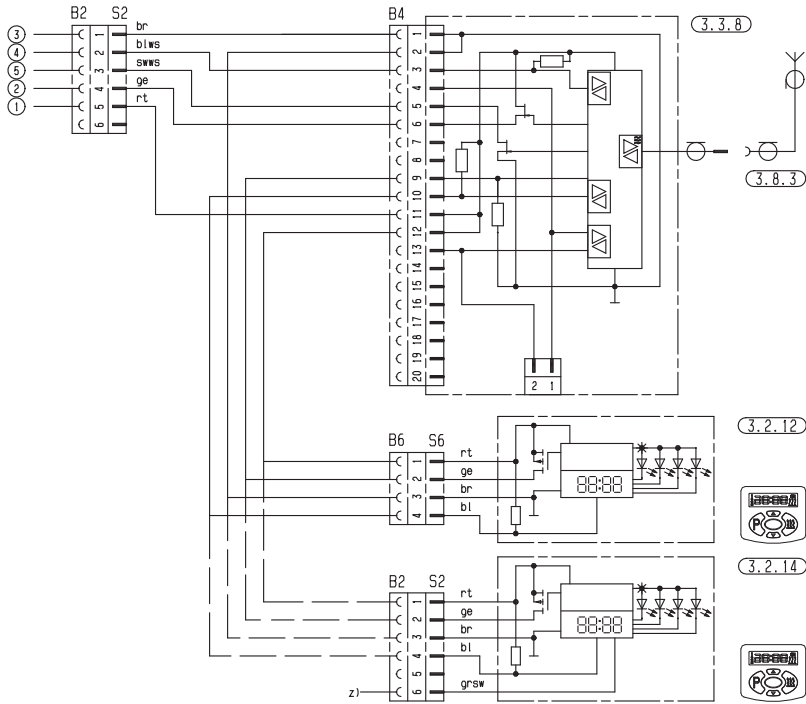 B2 S2
3 1 br
4 2 blws
5 3 swws
2 4 ge
1 5 rt
6
B4
1
2
3
4
5
6
7
8
9
10
11
12
13
14
15
16
17
18
19
20
2 1
3.3.8
3.8.3
B6 S6
1 rt
2 ge
3 br
4 bl
88:88
3.2.12
P
B2 S2
1 rt
2 ge
3 br
4 bl
5
z) 6 grsw
88:88
3.2.14
P